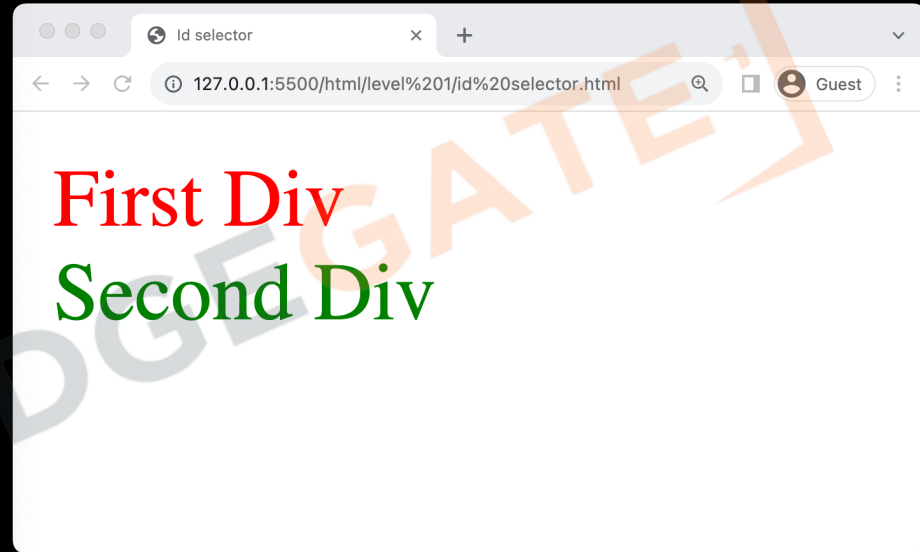 Id selector
127.0.0.1:5500/html/level%201/id%20selector.html
Guest
First Div
Second Div
DGEGATE